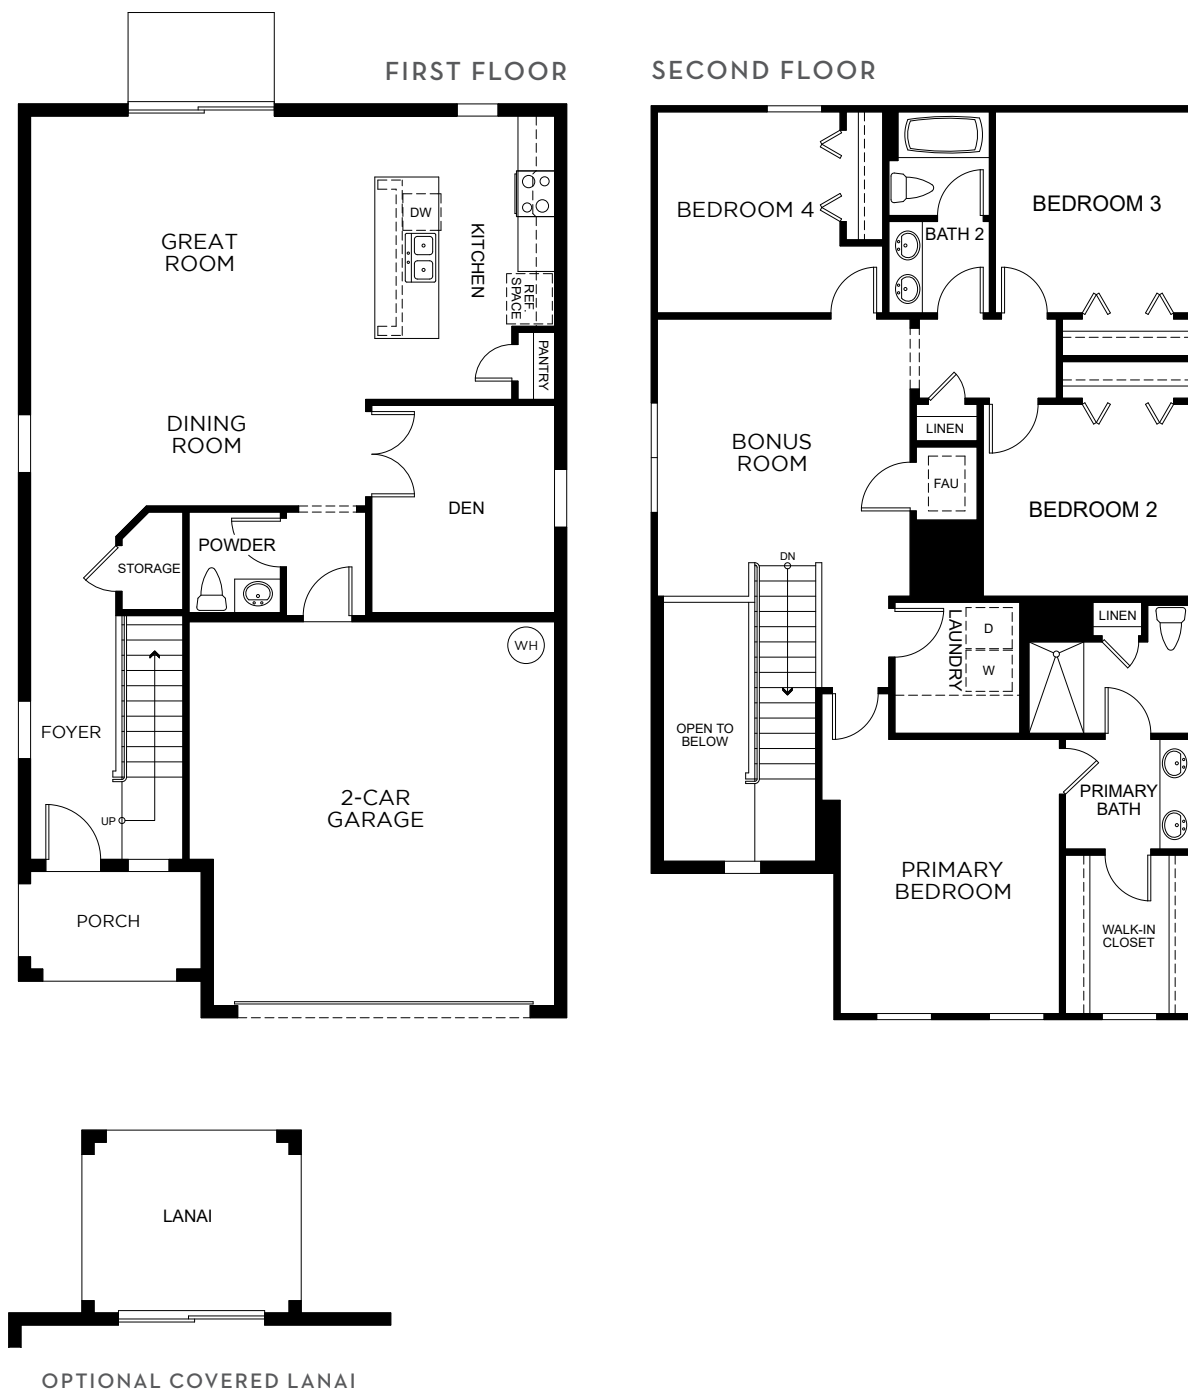 FIRST FLOOR
GREAT
ROOM
DW
KITCHEN
REF.
SPACE
PANTRY
DINING
ROOM
DEN
POWDER
STORAGE
WH
FOYER
UP
2-CAR
GARAGE
PORCH
SECOND FLOOR
BEDROOM 4
BATH 2
BEDROOM 3
LINEN
BONUS
ROOM
FAU
BEDROOM 2
DN
LAUNDRY
D
W
LINEN
OPEN TO
BELOW
PRIMARY
BATH
PRIMARY
BEDROOM
WALK-IN
CLOSET
LANAI
OPTIONAL COVERED LANAI